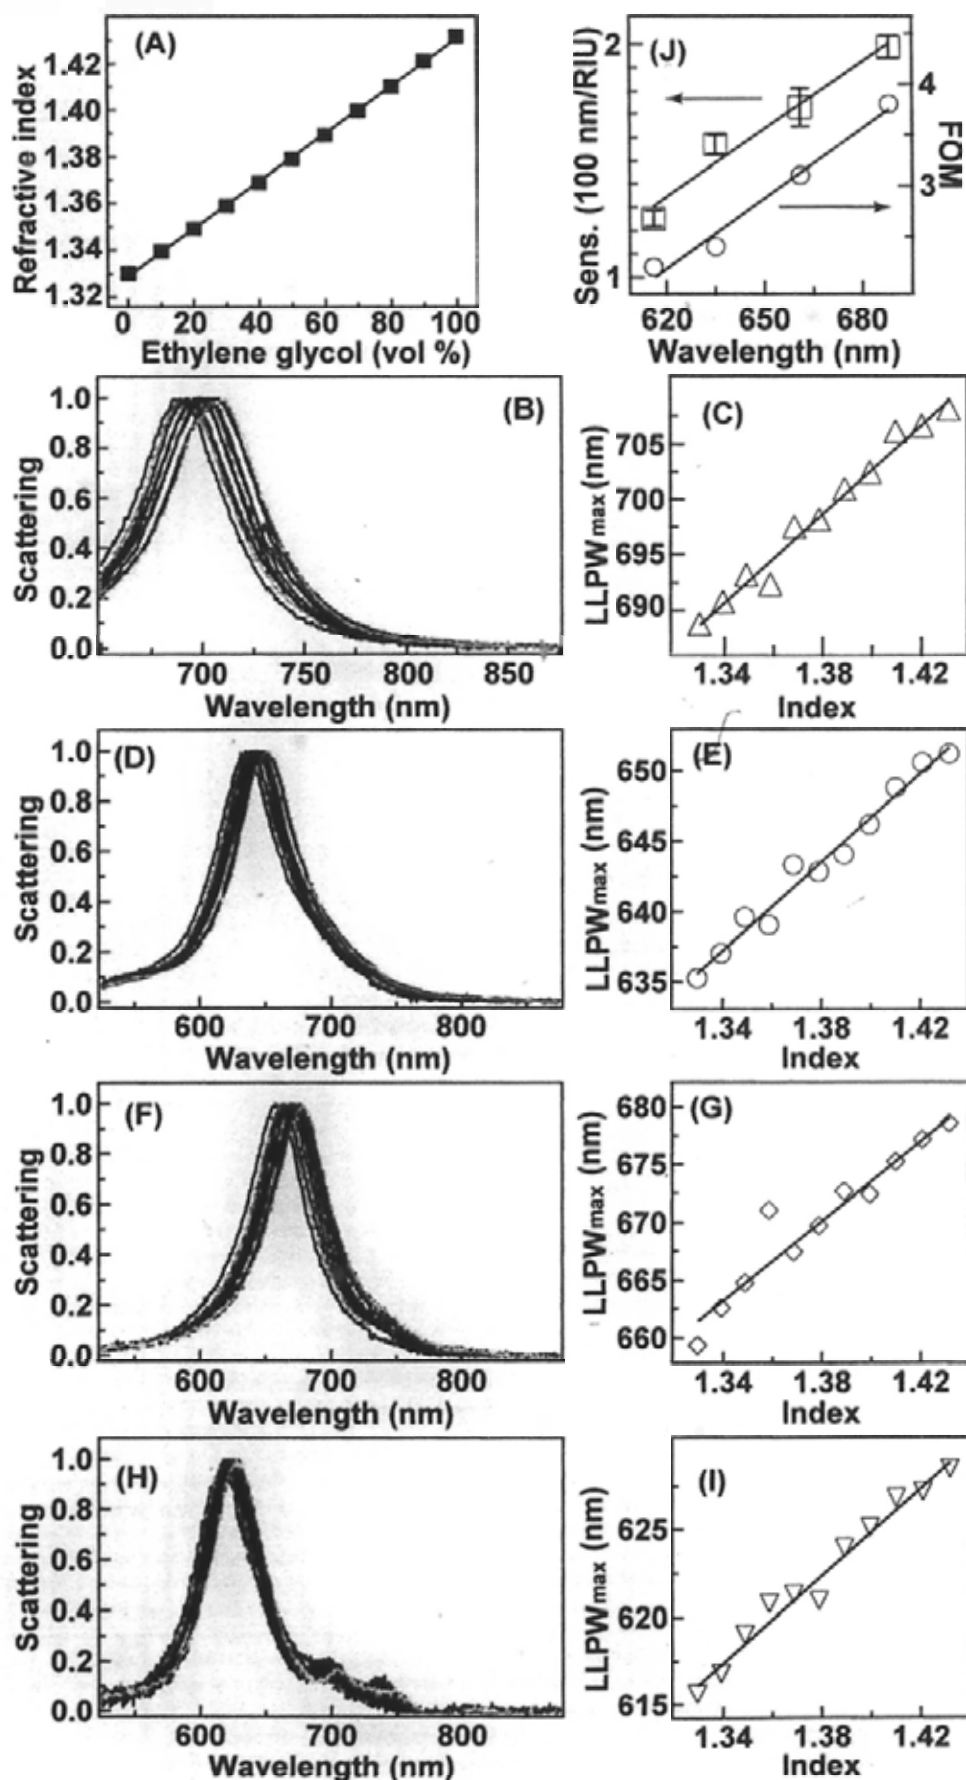 (A)
Refractive index
1.42
1.40
1.38
1.36
1.34
1.32
0 20 40 60 80 100
Ethylene glycol (vol %)
(J)
Sens. (100 nm/RIU)
2
1
FOM
4
3
620 650 680
Wavelength (nm)
(B)
Scattering
1.0
0.8
0.6
0.4
0.2
0.0
700 750 800 850
Wavelength (nm)
(C)
LLPWmax (nm)
705
700
695
690
1.34 1.38 1.42
Index
(D)
Scattering
1.0
0.8
0.6
0.4
0.2
0.0
600 700 800
Wavelength (nm)
(E)
LLPWmax (nm)
650
645
640
635
1.34 1.38 1.42
Index
(F)
Scattering
1.0
0.8
0.6
0.4
0.2
0.0
600 700 800
Wavelength (nm)
(G)
LLPWmax (nm)
680
675
670
665
660
1.34 1.38 1.42
Index
(H)
Scattering
1.0
0.8
0.6
0.4
0.2
0.0
600 700 800
Wavelength (nm)
(I)
LLPWmax (nm)
625
620
615
1.34 1.38 1.42
Index